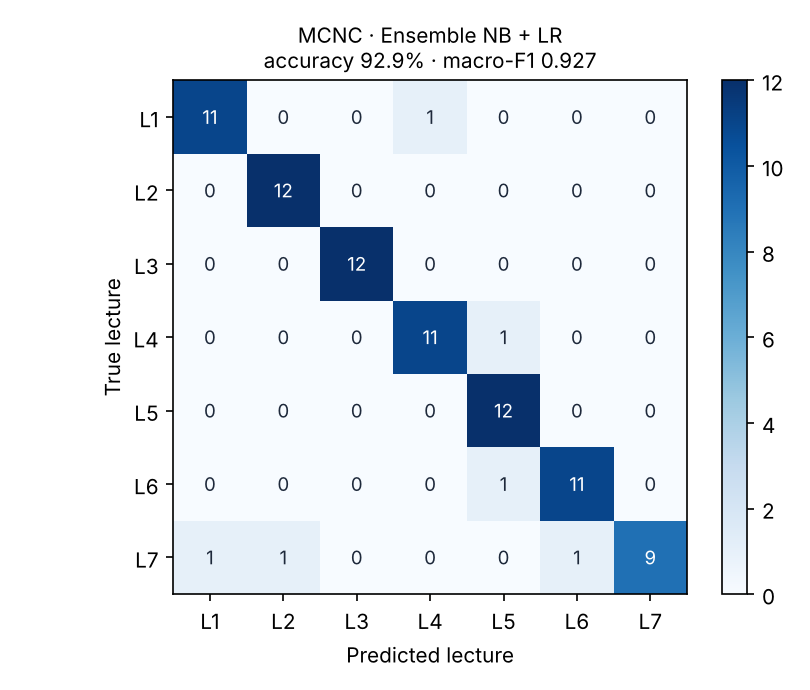 MCNC · Ensemble NB + LR
accuracy 92.9% · macro-F1 0.927
L1 11 0 0 1 0 0 0
L2 0 12 0 0 0 0 0
L3 0 0 12 0 0 0 0
L4 0 0 0 11 1 0 0
L5 0 0 0 0 12 0 0
L6 0 0 0 0 1 11 0
L7 1 1 0 0 0 1 9
L1 L2 L3 L4 L5 L6 L7
Predicted lecture
True lecture
12
10
8
6
4
2
0